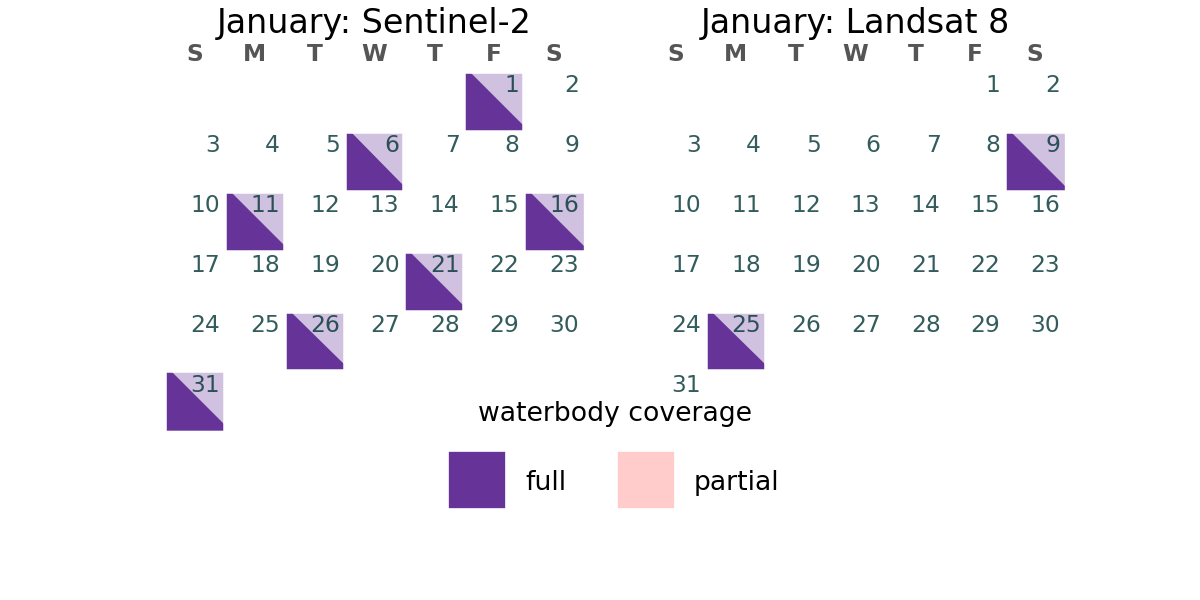 January: Sentinel-2
S M T W T F S
1 2
3 4 5 6 7 8 9
10 11 12 13 14 15 16
17 18 19 20 21 22 23
24 25 26 27 28 29 30
31
January: Landsat 8
S M T W T F S
1 2
3 4 5 6 7 8 9
10 11 12 13 14 15 16
17 18 19 20 21 22 23
24 25 26 27 28 29 30
31
waterbody coverage
full partial